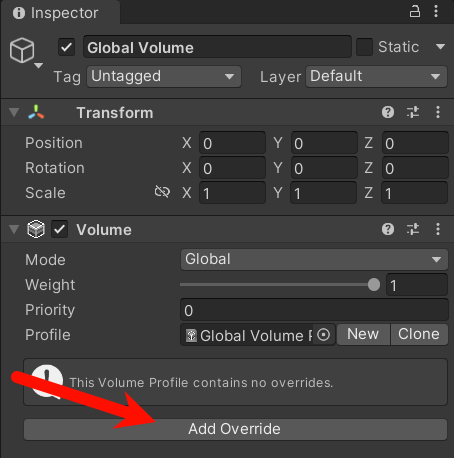 Inspector
Global Volume Static
Tag Untagged Layer Default
Transform
Position X 0 Y 0 Z 0
Rotation X 0 Y 0 Z 0
Scale X 1 Y 1 Z 1
Volume
Mode Global
Weight 1
Priority 0
Profile Global Volume New Clone
This Volume Profile contains no overrides.
Add Override